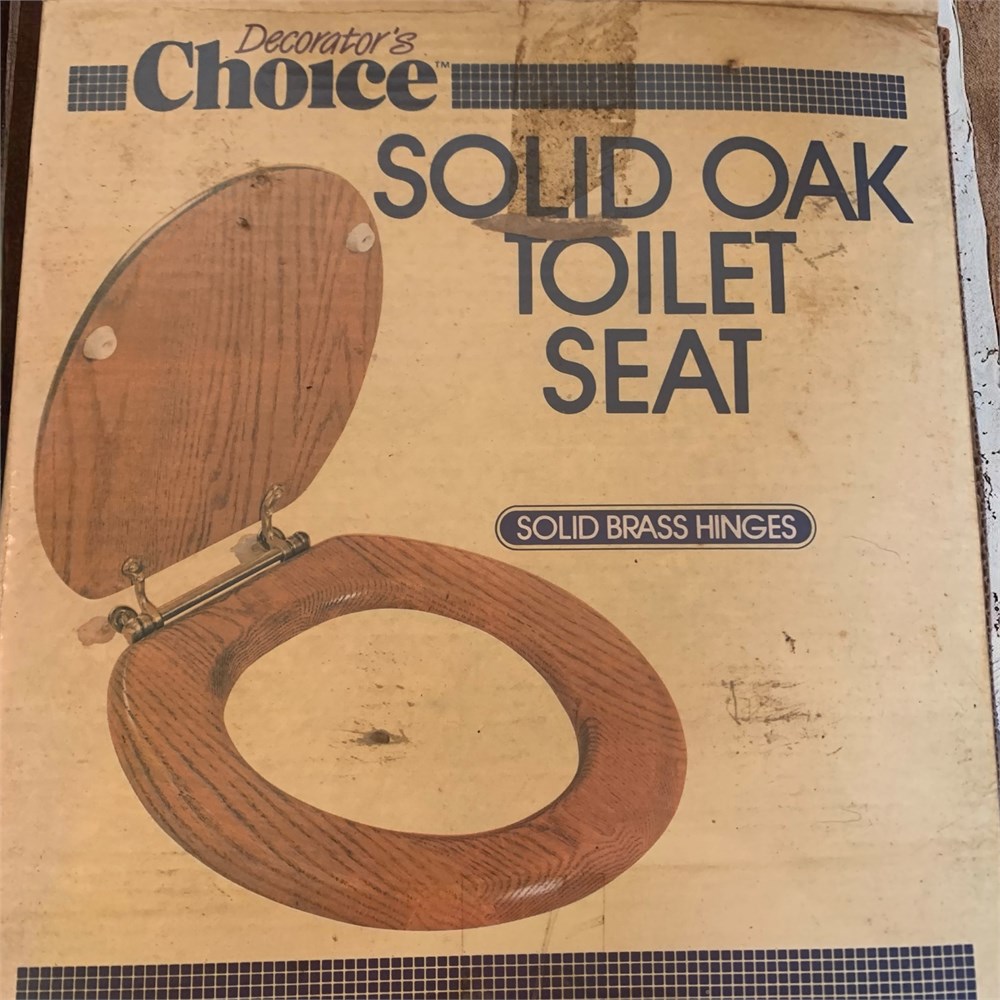 Decorator's
Choice™
SOLID OAK
TOILET
SEAT
SOLID BRASS HINGES